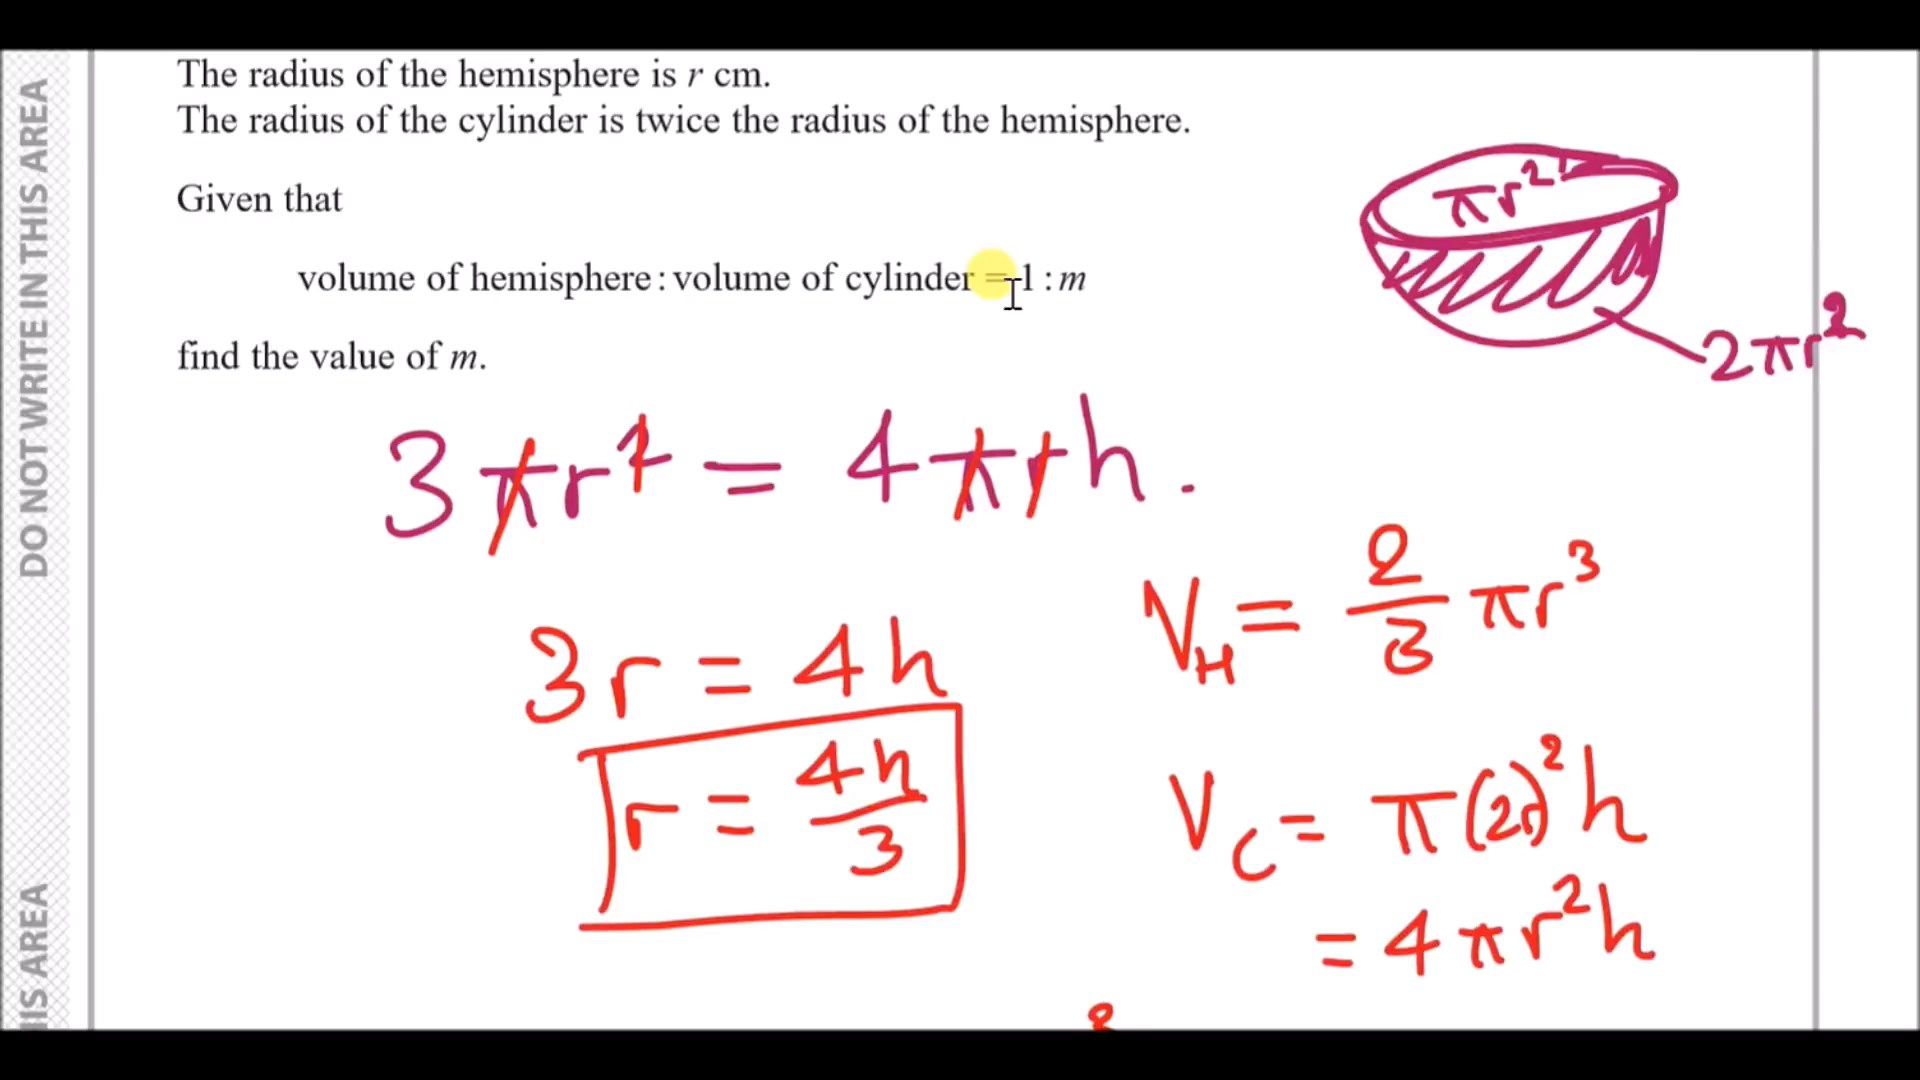 The radius of the hemisphere is r cm.
The radius of the cylinder is twice the radius of the hemisphere.
Given that
volume of hemisphere : volume of cylinder = 1 : m
find the value of m.
πr²
2πr²
3πr² = 4πrh.
3r = 4h
r = 4h/3
V_H = 2/3 πr³
V_C = π(2r)²h
= 4πr²h
DO NOT WRITE IN THIS AREA
IIS AREA